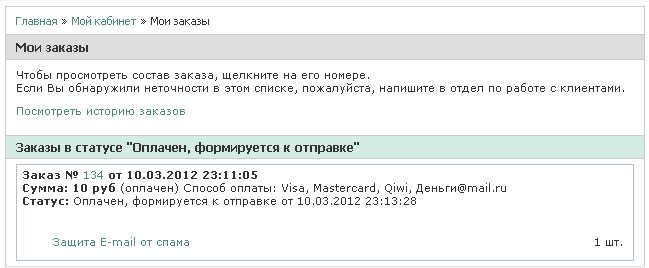 Главная » Мой кабинет » Мои заказы
Мои заказы
Чтобы просмотреть состав заказа, щелкните на его номере.
Если Вы обнаружили неточности в этом списке, пожалуйста, напишите в отдел по работе с клиентами.
Посмотреть историю заказов
Заказы в статусе "Оплачен, формируется к отправке"
Заказ № 134 от 10.03.2012 23:11:05
Сумма: 10 руб (оплачен) Способ оплаты: Visa, Mastercard, Qiwi, Деньги@mail.ru
Статус: Оплачен, формируется к отправке от 10.03.2012 23:13:28
Защита E-mail от спама 1 шт.